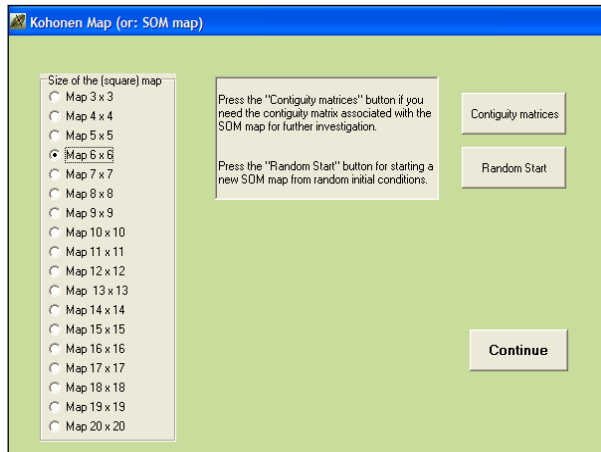 Kohonen Map (or: SOM map)
Size of the (square) map
Map 3 x 3
Map 4 x 4
Map 5 x 5
Map 6 x 6
Map 7 x 7
Map 8 x 8
Map 9 x 9
Map 10 x 10
Map 11 x 11
Map 12 x 12
Map 13 x 13
Map 14 x 14
Map 15 x 15
Map 16 x 16
Map 17 x 17
Map 18 x 18
Map 19 x 19
Map 20 x 20
Press the "Contiguity matrices" button if you
need the contiguity matrix associated with the
SOM map for further investigation.
Press the "Random Start" button for starting a
new SOM map from random initial conditions.
Contiguity matrices
Random Start
Continue